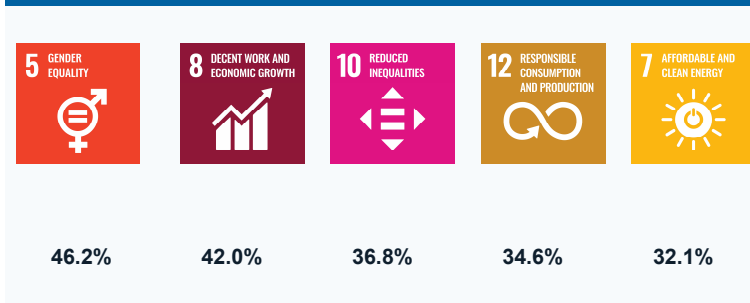 5 GENDER
EQUALITY
8 DECENT WORK AND
ECONOMIC GROWTH
10 REDUCED
INEQUALITIES
12 RESPONSIBLE
CONSUMPTION
AND PRODUCTION
7 AFFORDABLE AND
CLEAN ENERGY
46.2%
42.0%
36.8%
34.6%
32.1%